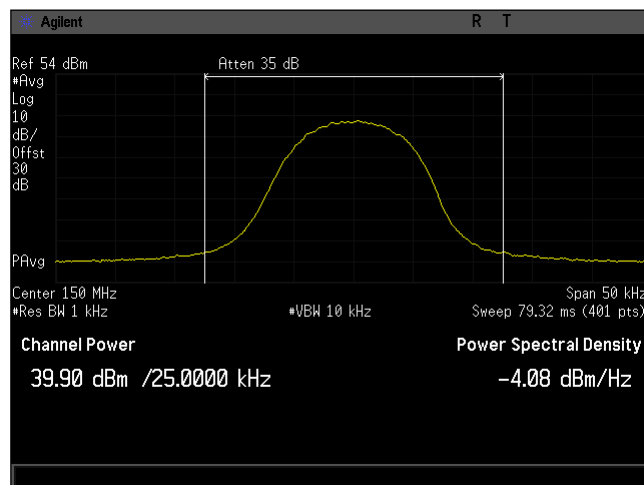 Agilent R T
Ref 54 dBm Atten 35 dB
#Avg
Log
10
dB/
Offst
30
dB
PAvg
Center 150 MHz Span 50 kHz
#Res BW 1 kHz #VBW 10 kHz Sweep 79.32 ms (401 pts)
Channel Power Power Spectral Density
39.90 dBm /25.0000 kHz -4.08 dBm/Hz